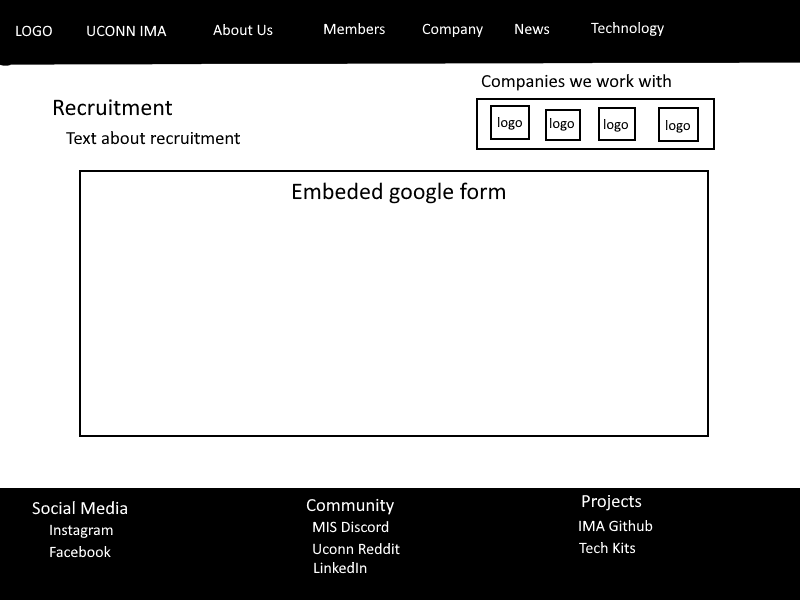 LOGO UCONN IMA About Us Members Company News Technology
Companies we work with
logo logo logo logo
Recruitment
Text about recruitment
Embeded google form
Social Media
Instagram
Facebook
Community
MIS Discord
Uconn Reddit
LinkedIn
Projects
IMA Github
Tech Kits